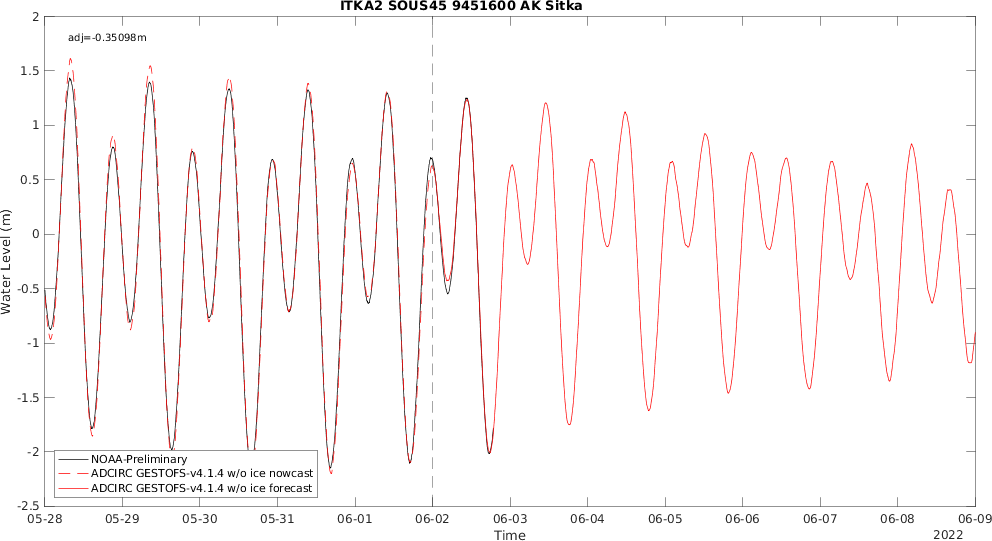 ITKA2 SOUS45 9451600 AK Sitka
adj=-0.35098m
2
1.5
1
0.5
0
-0.5
-1
-1.5
-2
-2.5
Water Level (m)
NOAA-Preliminary
ADCIRC GESTOFS-v4.1.4 w/o ice nowcast
ADCIRC GESTOFS-v4.1.4 w/o ice forecast
05-28 05-29 05-30 05-31 06-01 06-02 06-03 06-04 06-05 06-06 06-07 06-08 06-09
Time
2022